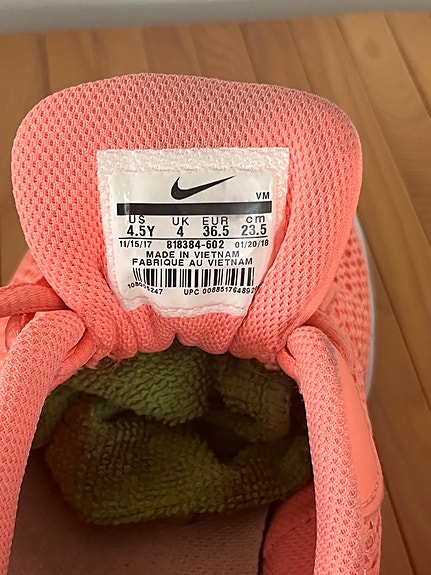 VM
US UK EUR cm
4.5Y 4 36.5 23.5
11/15/17 818384-602 01/20/18
MADE IN VIETNAM
FABRIQUE AU VIETNAM
UPC